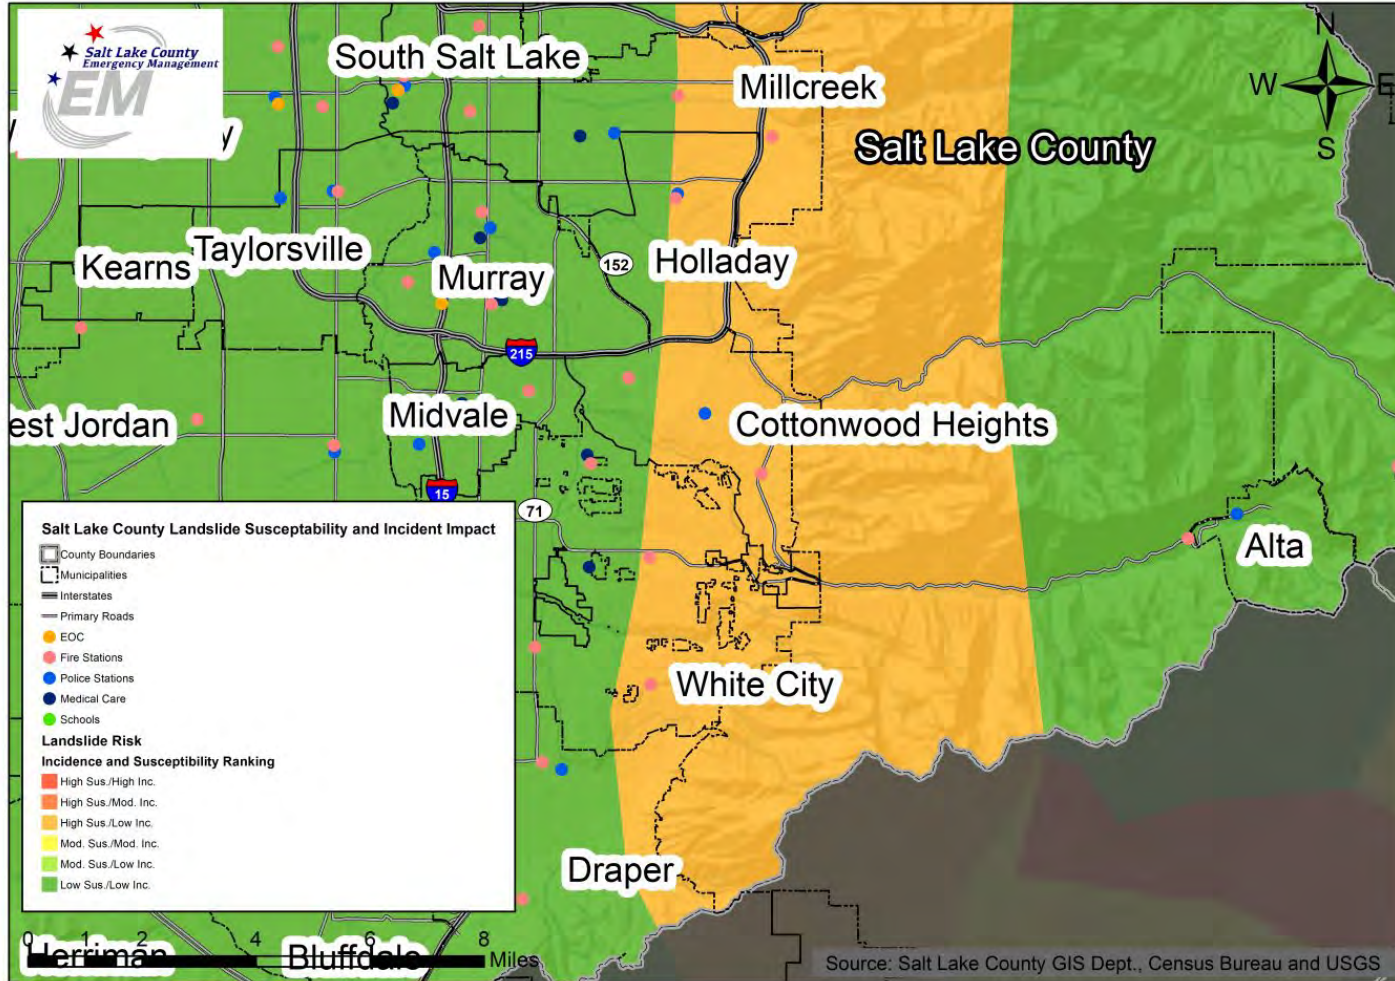 Salt Lake County
Emergency Management
EM
South Salt Lake
Millcreek
N
W
E
S
Salt Lake County
Taylorsville
Kearns
Murray
152
Holladay
215
est Jordan
Midvale
Cottonwood Heights
15
71
Alta
White City
Draper
Herriman
Bluffdale
Salt Lake County Landslide Susceptability and Incident Impact
County Boundaries
Municipalities
Interstates
Primary Roads
EOC
Fire Stations
Police Stations
Medical Care
Schools
Landslide Risk
Incidence and Susceptibility Ranking
High Sus./High Inc.
High Sus./Mod. Inc.
High Sus./Low Inc.
Mod. Sus./Mod. Inc.
Mod. Sus./Low Inc.
Low Sus./Low Inc.
0 1 2 4 6 8
Miles
Source: Salt Lake County GIS Dept., Census Bureau and USGS